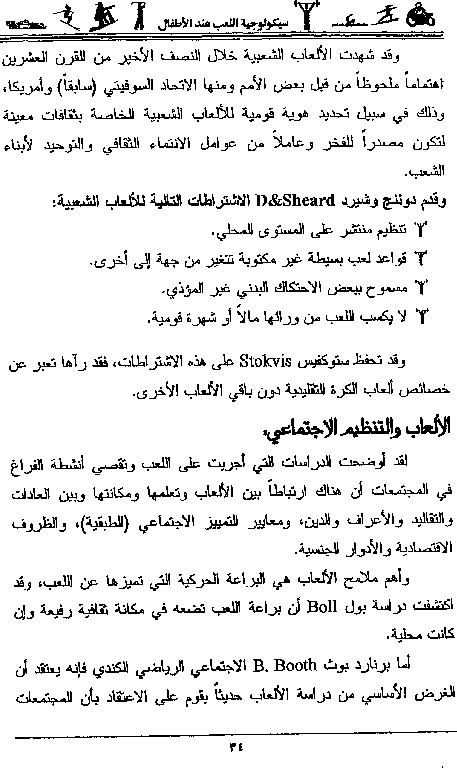 سيكولوجية اللعب عند الأطفال
وقد شهدت الألعاب الشعبية خلال النصف الأخير من القرن العشرين
اهتماماً ملحوظاً من قبل بعض الأمم ومنها الاتحاد السوفيتي (سابقاً) وأمريكا،
وذلك في سبيل تحديد هوية قومية للألعاب الشعبية الخاصة بثقافات معينة
لتكون مصدراً للفخر وعاملاً من عوامل الانتماء الثقافي والتوحيد لأبناء
الشعب.
وقدم دوننج وشيرد D&Sheard الاشتراطات التالية للألعاب الشعبية:
تنظيم منتشر على المستوى المحلي.
قواعد لعب بسيطة غير مكتوبة تتغير من جهة إلى أخرى.
مسموح ببعض الاحتكاك البدني غير المؤذي.
لا يكسب اللعب من ورائها مالاً أو شهرة قومية.
وقد تحفظ ستوكفيس Stokvis على هذه الاشتراطات، فقد رآها تعبر عن
خصائص ألعاب الكرة التقليدية دون باقي الألعاب الأخرى.
الألعاب والتنظيم الاجتماعي:
لقد أوضحت الدراسات التي أجريت على اللعب وتقصي أنشطة الفراغ
في المجتمعات أن هناك ارتباطاً بين الألعاب وتعلمها ومكانتها وبين العادات
والتقاليد والأعراف والدين، ومعايير التمييز الاجتماعي (الطبقية)، والظروف
الاقتصادية والأدوار للجنسية.
وأهم ملامح الألعاب هي البراعة الحركية التي تميزها عن اللعب، وقد
اكتشفت دراسة بول Boll أن براعة اللعب تضعه في مكانة ثقافية رفيعة وإن
كانت محلية.
أما برنارد بوث B. Booth الاجتماعي الرياضي الكندي فإنه يعتقد أن
الغرض الأساسي من دراسة الألعاب حديثاً يقوم على الاعتقاد بأن المجتمعات
٣٤